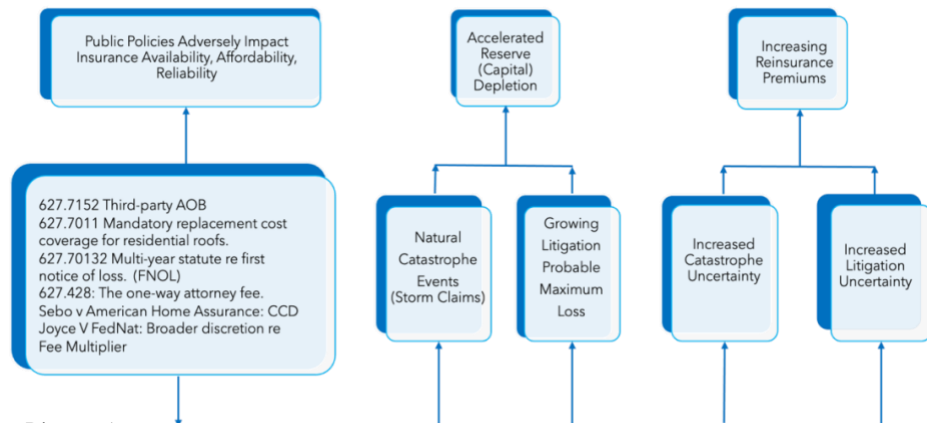 Public Policies Adversely Impact
Insurance Availability, Affordability,
Reliability
Accelerated
Reserve
(Capital)
Depletion
Increasing
Reinsurance
Premiums
627.7152 Third-party AOB
627.7011 Mandatory replacement cost
coverage for residential roofs.
627.70132 Multi-year statute re first
notice of loss. (FNOL)
627.428: The one-way attorney fee.
Sebo v American Home Assurance: CCD
Joyce V FedNat: Broader discretion re
Fee Multiplier
Natural
Catastrophe
Events
(Storm Claims)
Growing
Litigation
Probable
Maximum
Loss
Increased
Catastrophe
Uncertainty
Increased
Litigation
Uncertainty